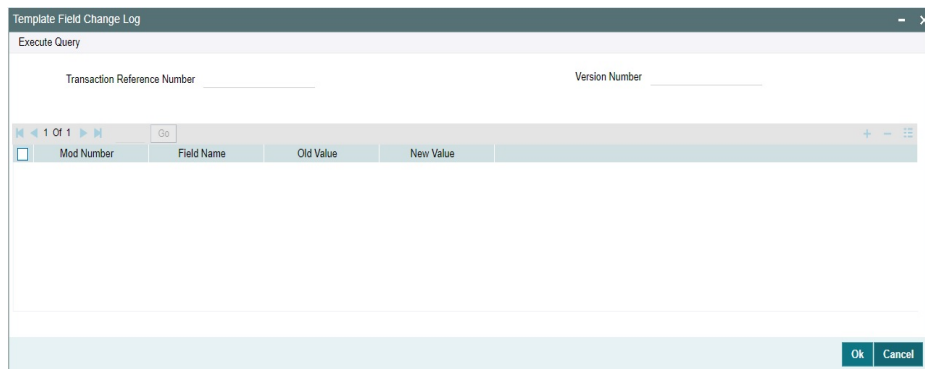 Template Field Change Log
Execute Query
Transaction Reference Number Version Number
1 Of 1 Go
Mod Number Field Name Old Value New Value
Ok Cancel